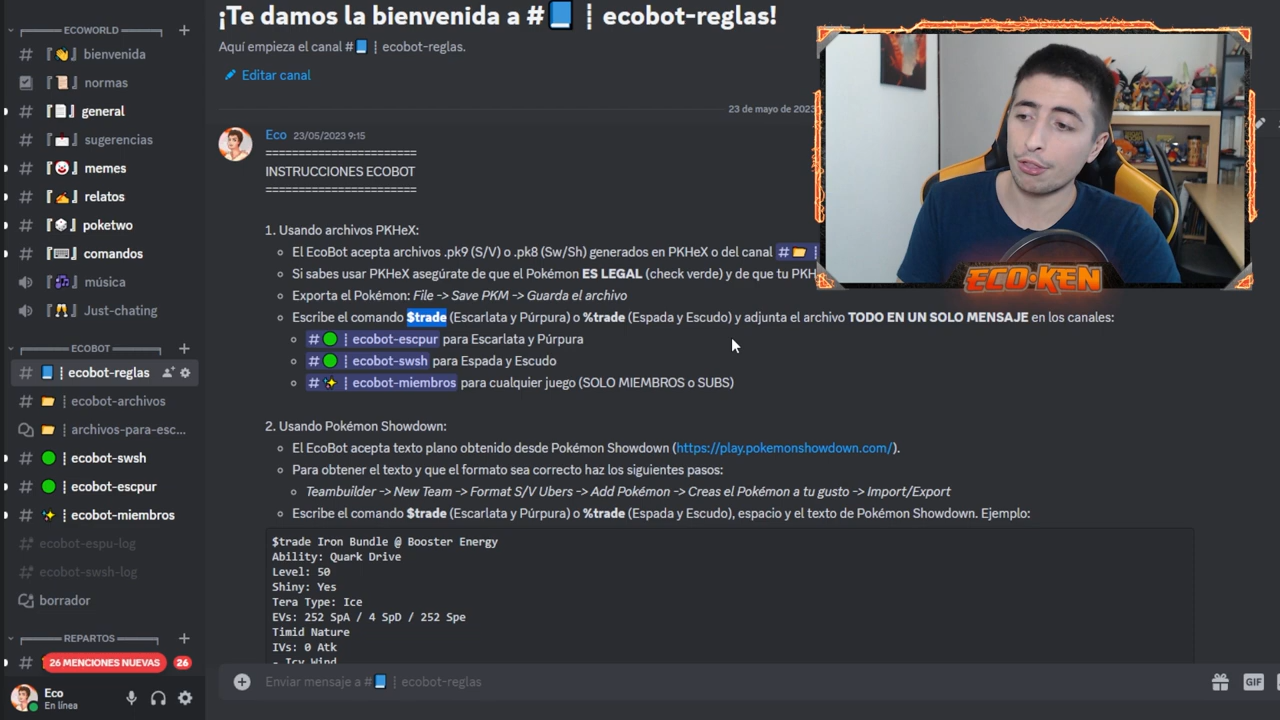 ECOWORLD
# 『👋』 bienvenida
『📜』 normas
# 『📄』 general
# 『📩』 sugerencias
# 『🤡』 memes
# 『✍』 relatos
# 『🎲』 poketwo
# 『⌨』 comandos
『🎶』 música
『🥂』 Just-chating
ECOBOT
# 📘┊ecobot-reglas
# 📂┊ecobot-archivos
📂┊archivos-para-esc...
# 🟢┊ecobot-swsh
# 🟢┊ecobot-escpur
# ✨┊ecobot-miembros
# ecobot-espu-log
# ecobot-swsh-log
borrador
REPARTOS
# 26 MENCIONES NUEVAS 26
Eco
En línea
¡Te damos la bienvenida a #📘┊ecobot-reglas!
Aquí empieza el canal #📘┊ecobot-reglas.
Editar canal
23 de mayo de 2023
Eco 23/05/2023 9:15
======================
INSTRUCCIONES ECOBOT
======================
1. Usando archivos PKHeX:
El EcoBot acepta archivos .pk9 (S/V) o .pk8 (Sw/Sh) generados en PKHeX o del canal #📂┊
Si sabes usar PKHeX asegúrate de que el Pokémon ES LEGAL (check verde) y de que tu PKH
Exporta el Pokémon: File -> Save PKM -> Guarda el archivo
Escribe el comando $trade (Escarlata y Púrpura) o %trade (Espada y Escudo) y adjunta el archivo TODO EN UN SOLO MENSAJE en los canales:
#🟢┊ecobot-escpur para Escarlata y Púrpura
#🟢┊ecobot-swsh para Espada y Escudo
#✨┊ecobot-miembros para cualquier juego (SOLO MIEMBROS o SUBS)
2. Usando Pokémon Showdown:
El EcoBot acepta texto plano obtenido desde Pokémon Showdown (https://play.pokemonshowdown.com/).
Para obtener el texto y que el formato sea correcto haz los siguientes pasos:
Teambuilder -> New Team -> Format S/V Ubers -> Add Pokémon -> Creas el Pokémon a tu gusto -> Import/Export
Escribe el comando $trade (Escarlata y Púrpura) o %trade (Espada y Escudo), espacio y el texto de Pokémon Showdown. Ejemplo:
$trade Iron Bundle @ Booster Energy
Ability: Quark Drive
Level: 50
Shiny: Yes
Tera Type: Ice
EVs: 252 SpA / 4 SpD / 252 Spe
Timid Nature
IVs: 0 Atk
- Icy Wind
Enviar mensaje a #📘┊ecobot-reglas
GIF
ECO-KEN